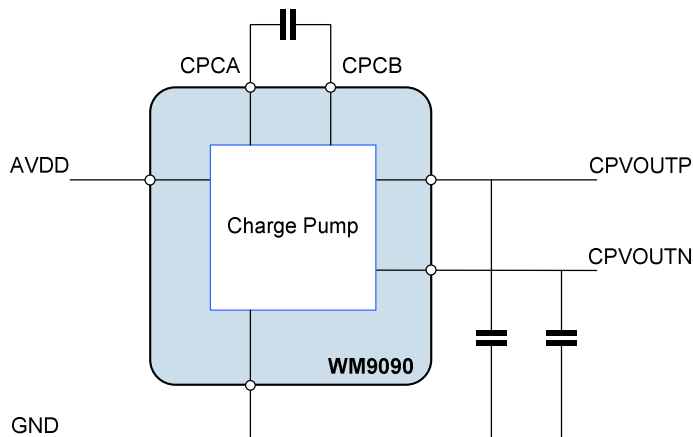 CPCA
CPCB
AVDD
CPVOUTP
Charge Pump
CPVOUTN
WM9090
GND